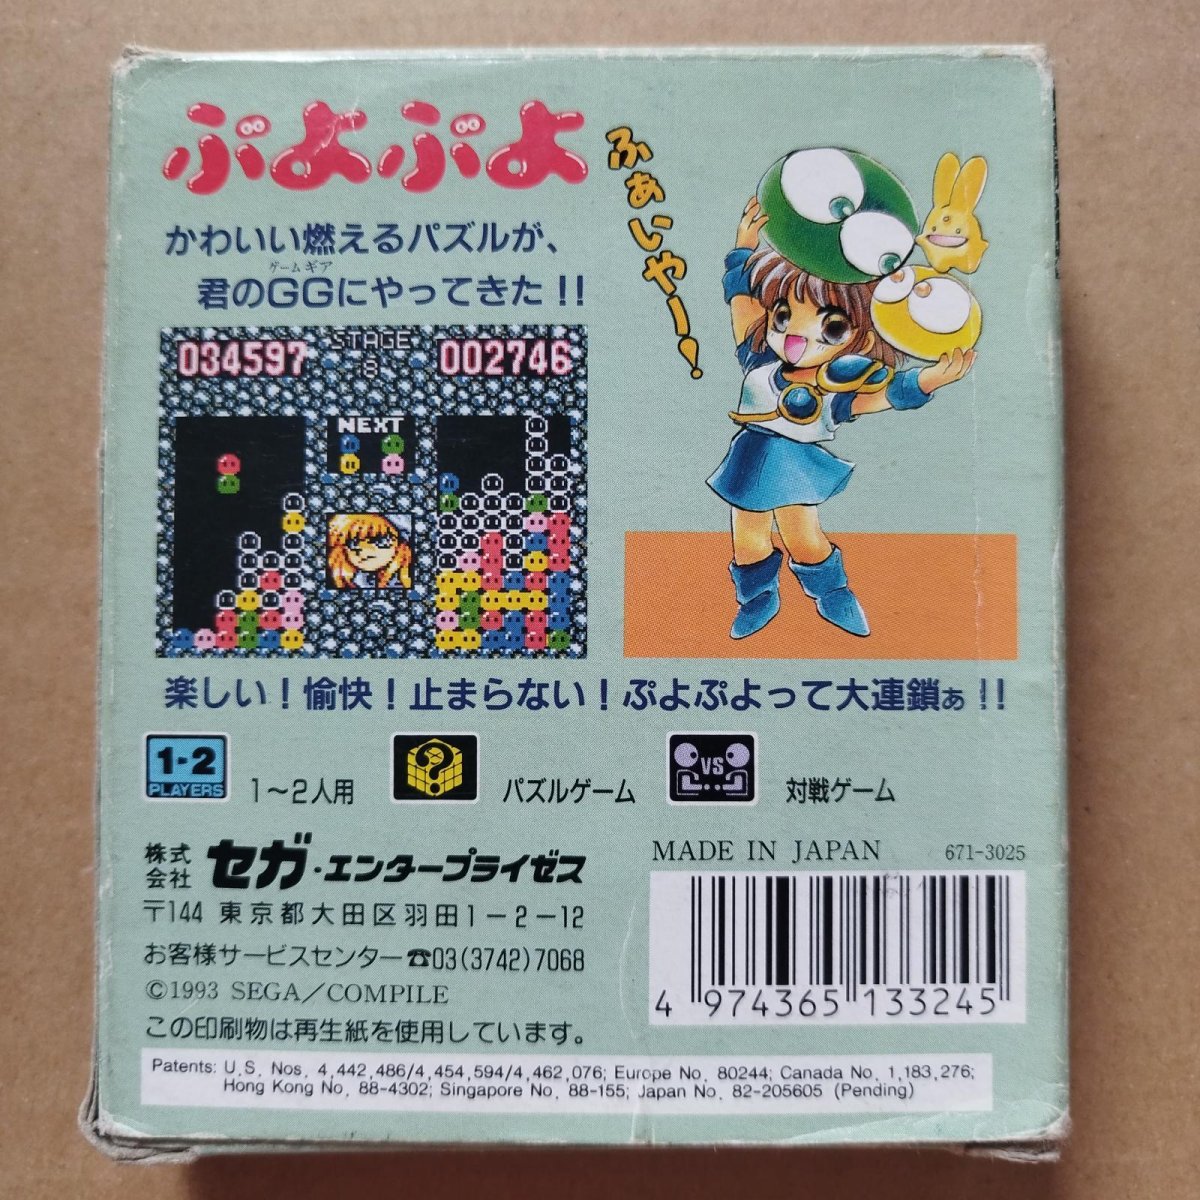 ぷよぷよ
ふぁいやー!
かわいい燃えるパズルが、
ゲームギア
君のGGにやってきた!!
034597 STAGE 002746
8
NEXT
楽しい!愉快!止まらない!ぷよぷよって大連鎖ぁ!!
1-2
PLAYERS
1〜2人用
?
パズルゲーム
VS
対戦ゲーム
株式会社 セガ・エンタープライゼス
〒144 東京都大田区羽田1-2-12
お客様サービスセンター☎03(3742)7068
©1993 SEGA/COMPILE
この印刷物は再生紙を使用しています。
MADE IN JAPAN 671-3025
4 974365 133245
Patents: U.S. Nos. 4,442,486/4,454,594/4,462,076; Europe No. 80244; Canada No. 1,183,276;
Hong Kong No. 88-4302; Singapore No. 88-155; Japan No. 82-205605 (Pending)